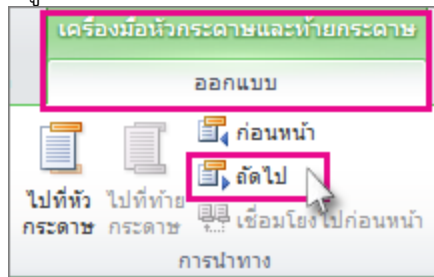 เครื่องมือหัวกระดาษและท้ายกระดาษ
ออกแบบ
ก่อนหน้า
ถัดไป
ไปที่หัว
กระดาษ
ไปที่ท้าย
กระดาษ
เชื่อมโยงไปก่อนหน้า
การนำทาง